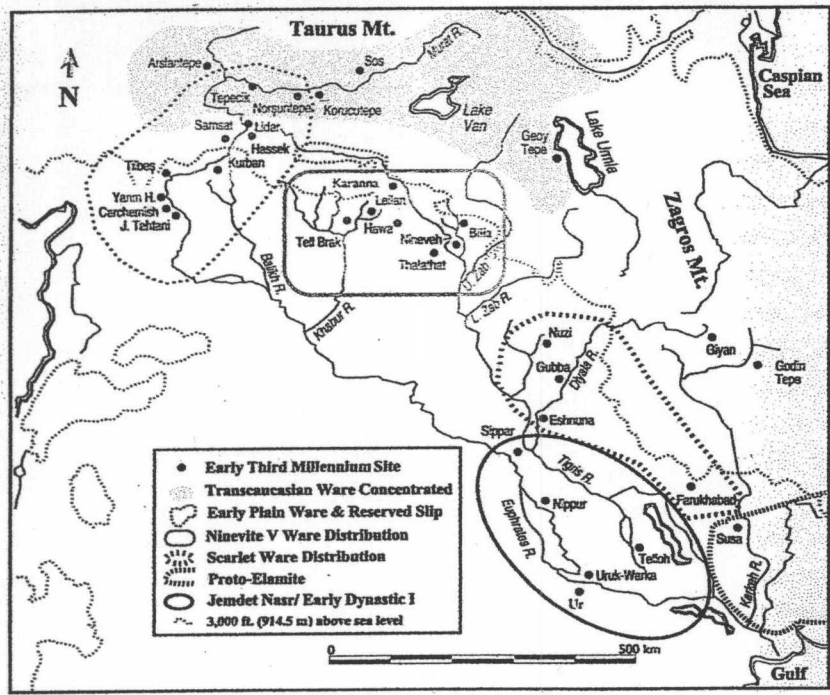 Taurus Mt.
Arslantepe
Sos
Murat R.
Caspian
Sea
N
Tepecik
Norşuntepe
Korucutepe
Lake
Van
Lake Urmia
Samsat
Lidar
Hassek
Geoy
Tepe
Titbeş
Kurban
Karanna
Zagros Mt.
Yarım H.
Carchemish
J. Tahtani
Leilan
Tell Brak
Hawa
Nineveh
Billa
Thalathat
U. Zab
Balikh R.
Khabur R.
L. Zab R.
Nuzi
Giyan
Gubba
Diyala R.
Godin
Tepe
Eshnuna
Sippar
Tigris R.
Early Third Millennium Site
Transcaucasian Ware Concentrated
Early Plain Ware & Reserved Slip
Ninevite V Ware Distribution
Scarlet Ware Distribution
Proto-Elamite
Jemdet Nasr/ Early Dynastic I
3,000 ft. (914.5 m) above sea level
Farukhabad
Nippur
Euphrates R.
Susa
Telloh
Uruk-Warka
Karheh R.
Ur
0
500 km
Gulf